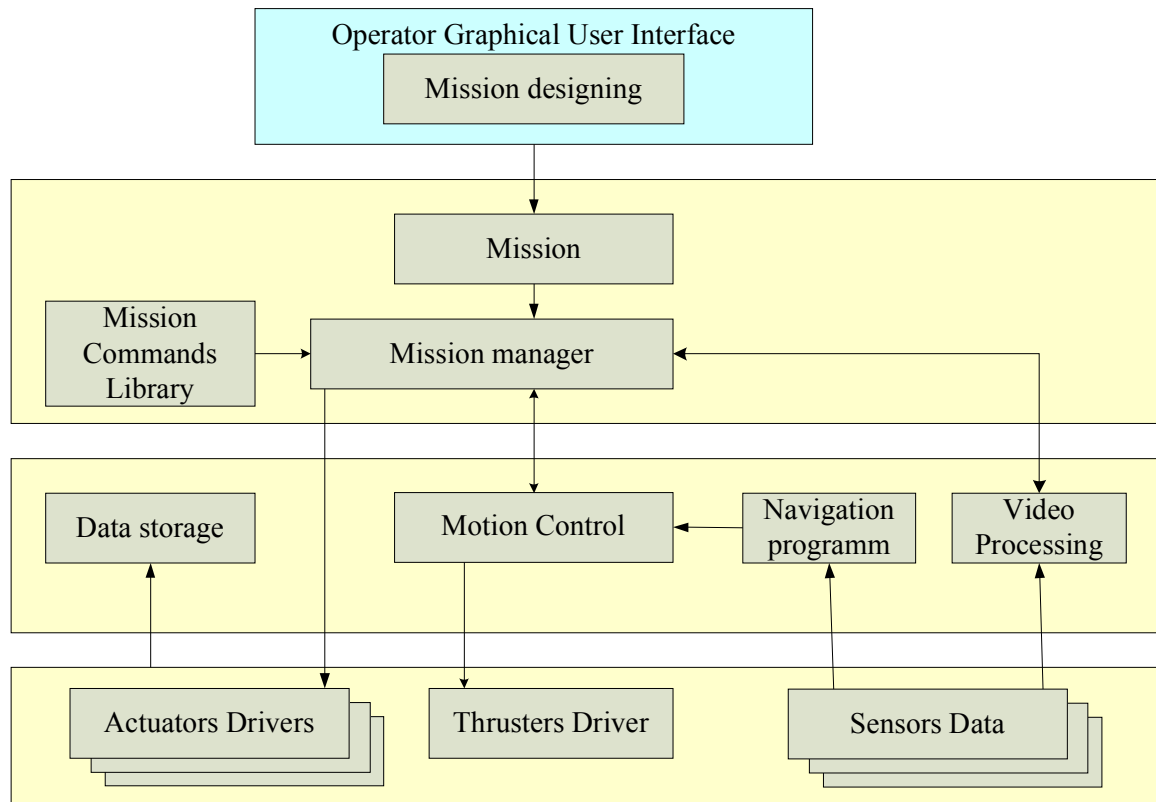 Operator Graphical User Interface
Mission designing
Mission
Mission
Commands
Library
Mission manager
Data storage
Motion Control
Navigation
programm
Video
Processing
Actuators Drivers
Thrusters Driver
Sensors Data